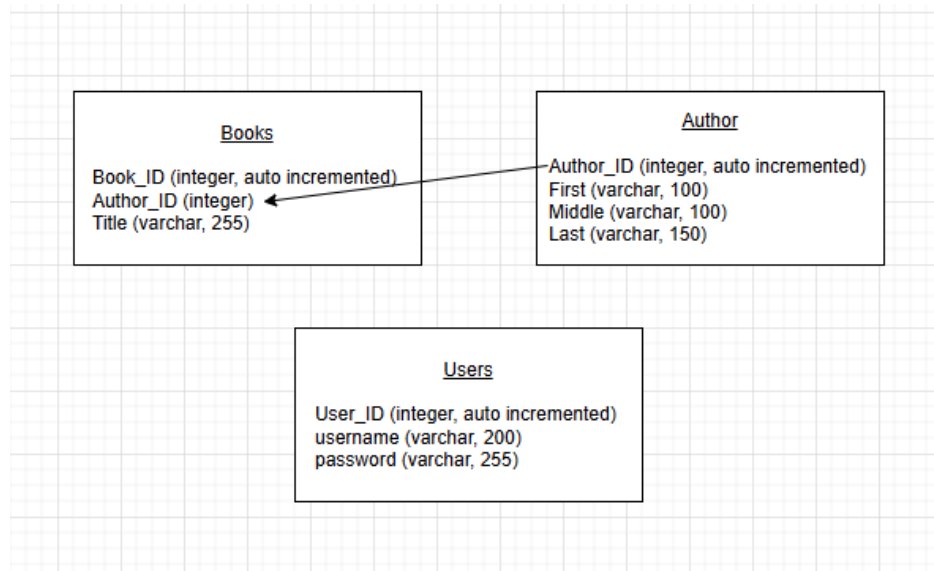 Books
Book_ID (integer, auto incremented)
Author_ID (integer)
Title (varchar, 255)
Author
Author_ID (integer, auto incremented)
First (varchar, 100)
Middle (varchar, 100)
Last (varchar, 150)
Users
User_ID (integer, auto incremented)
username (varchar, 200)
password (varchar, 255)